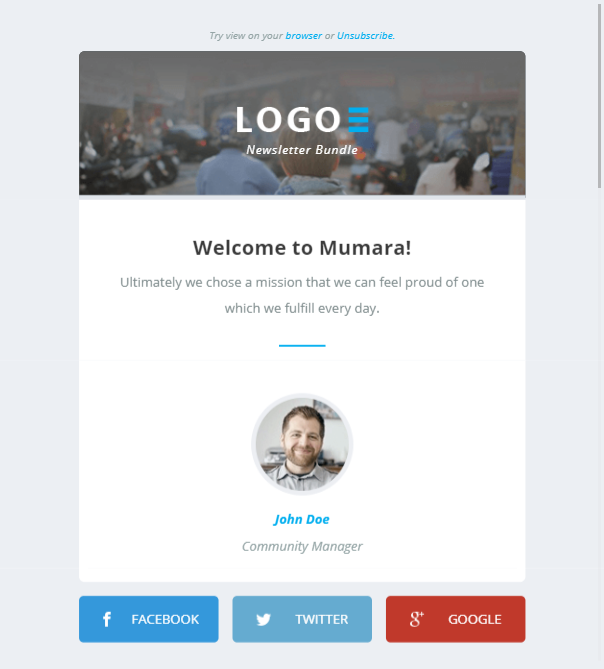 Try view on your browser or Unsubscribe.
LOGO
Newsletter Bundle
Welcome to Mumara!
Ultimately we chose a mission that we can feel proud of one
which we fulfill every day.
John Doe
Community Manager
FACEBOOK
TWITTER
GOOGLE